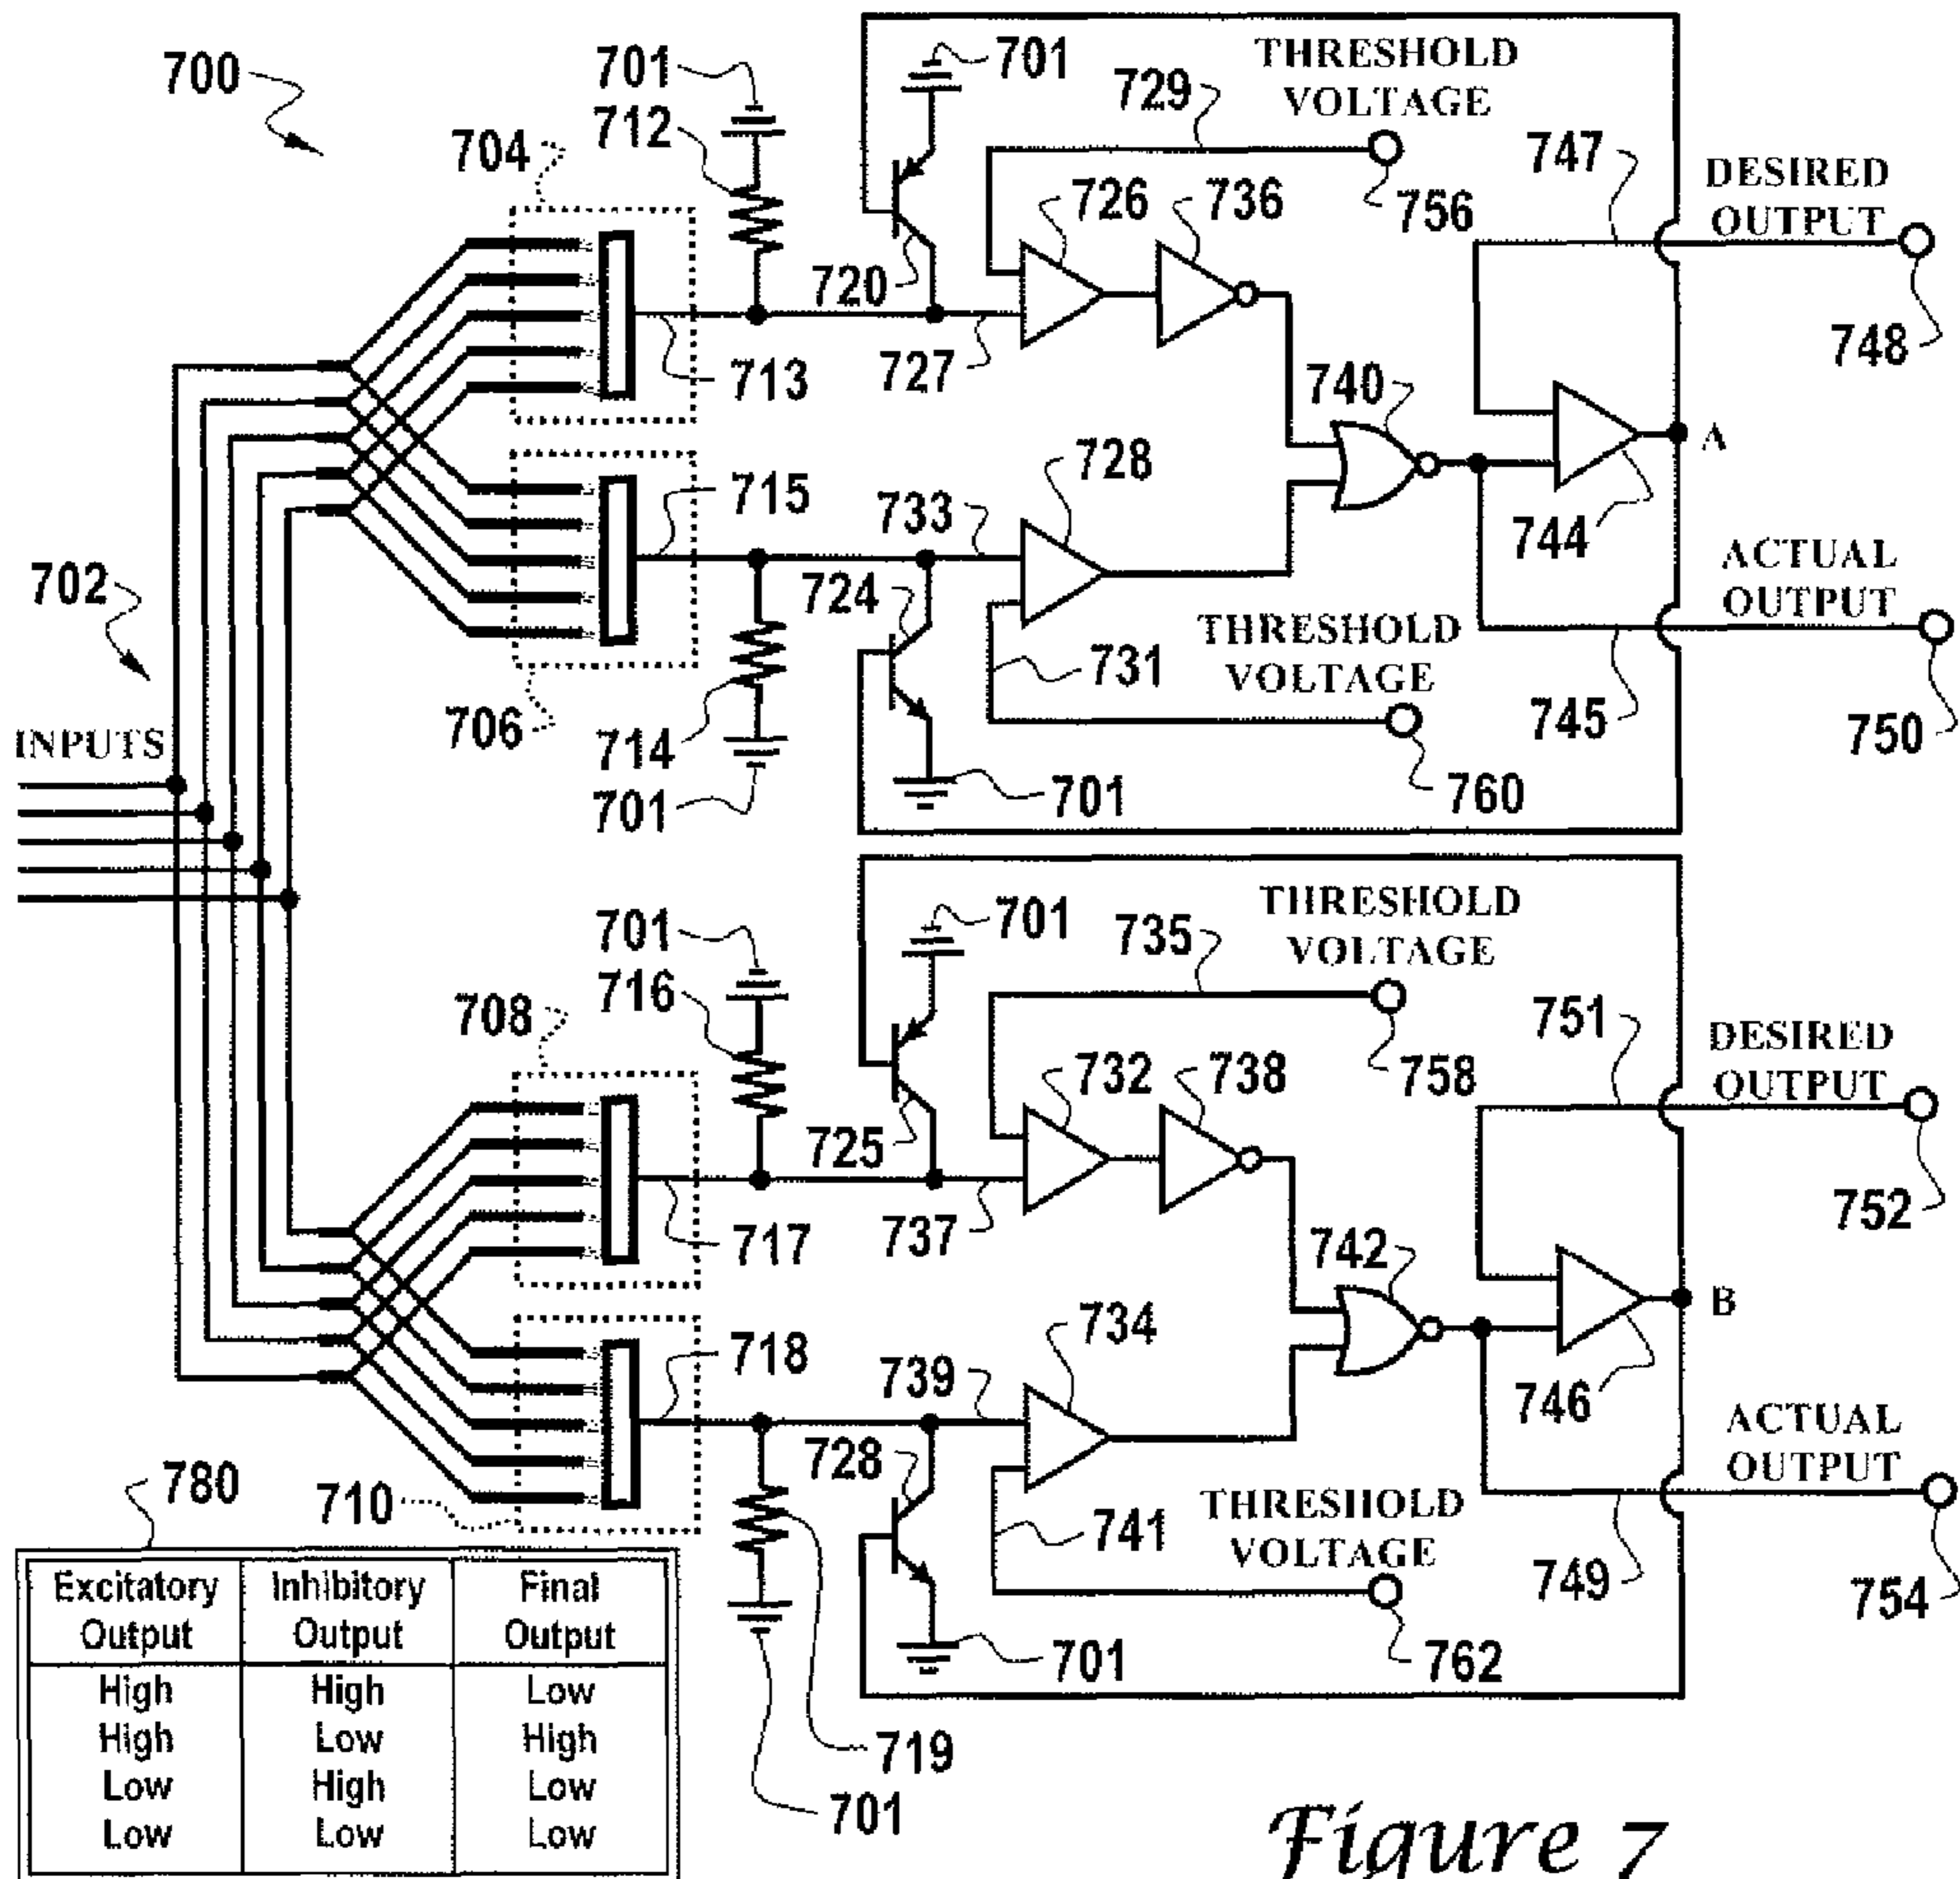 701
THRESHOLD
VOLTAGE
701
700
729
712
747
DESIRED
OUTPUT
704
726
736
756
720
748
713
727
740
A
715
733
728
744
ACTUAL
OUTPUT
702
724
THRESHOLD
VOLTAGE
731
745
706
714
750
INPUTS
701
701
760
701
THRESHOLD
VOLTAGE
701
735
716
708
751
DESIRED
OUTPUT
732
738
758
725
752
717
737
742
B
718
739
734
746
ACTUAL
OUTPUT
728
780
710
THRESHOLD
VOLTAGE
741
749
754
701
762
719
701
Excitatory Output Inhibitory Output Final Output
High High Low
High Low High
Low High Low
Low Low Low
Figure 7